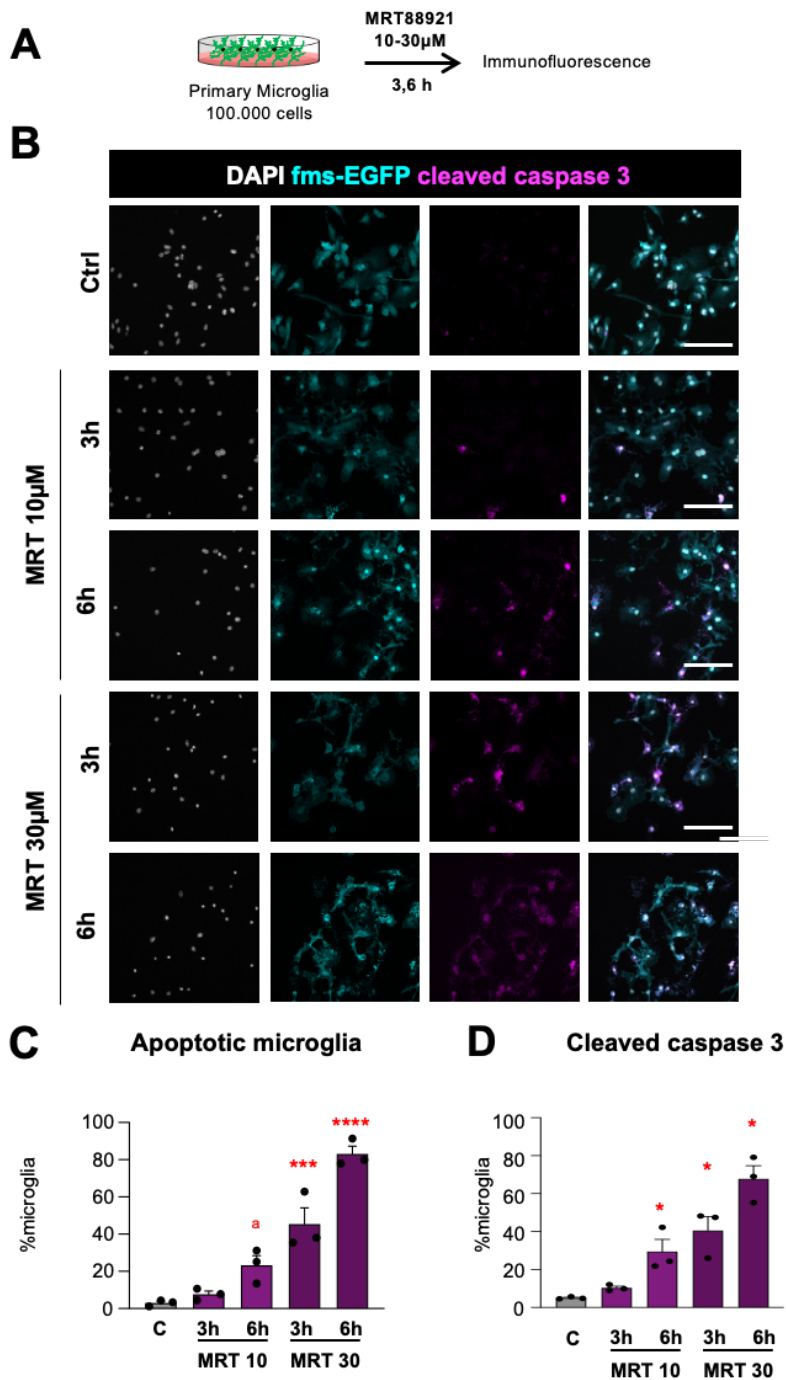 A
MRT88921
10-30µM
3,6 h
Immunofluorescence
Primary Microglia
100.000 cells
B
DAPI fms-EGFP cleaved caspase 3
Ctrl
MRT 10µM
3h
6h
MRT 30µM
3h
6h
C
Apoptotic microglia
%microglia
100
80
60
40
20
0
a
***
****
C 3h 6h 3h 6h
MRT 10 MRT 30
D
Cleaved caspase 3
%microglia
100
80
60
40
20
0
*
*
*
C 3h 6h 3h 6h
MRT 10 MRT 30